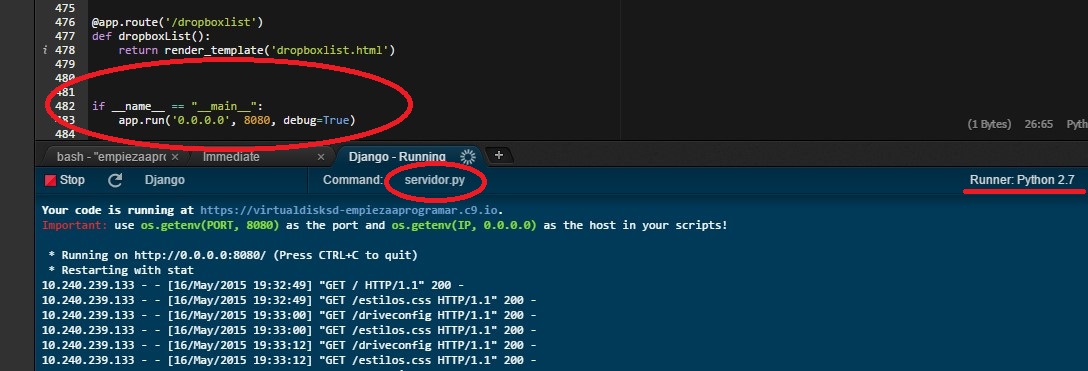 475
476 @app.route('/dropboxlist')
477 def dropboxList():
i 478 return render_template('dropboxlist.html')
479
480
481
482 if __name__ == "__main__":
483 app.run('0.0.0.0', 8080, debug=True)
484
(1 Bytes) 26:65 Pyth
bash - "empiezaapro × Immediate × Django - Running +
Stop Django Command: servidor.py Runner: Python 2.7
Your code is running at https://virtualdisksd-empiezaaprogramar.c9.io.
Important: use os.getenv(PORT, 8080) as the port and os.getenv(IP, 0.0.0.0) as the host in your scripts!
* Running on http://0.0.0.0:8080/ (Press CTRL+C to quit)
* Restarting with stat
10.240.239.133 - - [16/May/2015 19:32:49] "GET / HTTP/1.1" 200 -
10.240.239.133 - - [16/May/2015 19:32:49] "GET /estilos.css HTTP/1.1" 200 -
10.240.239.133 - - [16/May/2015 19:33:00] "GET /driveconfig HTTP/1.1" 200 -
10.240.239.133 - - [16/May/2015 19:33:00] "GET /estilos.css HTTP/1.1" 200 -
10.240.239.133 - - [16/May/2015 19:33:12] "GET /driveconfig HTTP/1.1" 200 -
10.240.239.133 - - [16/May/2015 19:33:12] "GET /estilos.css HTTP/1.1" 200 -